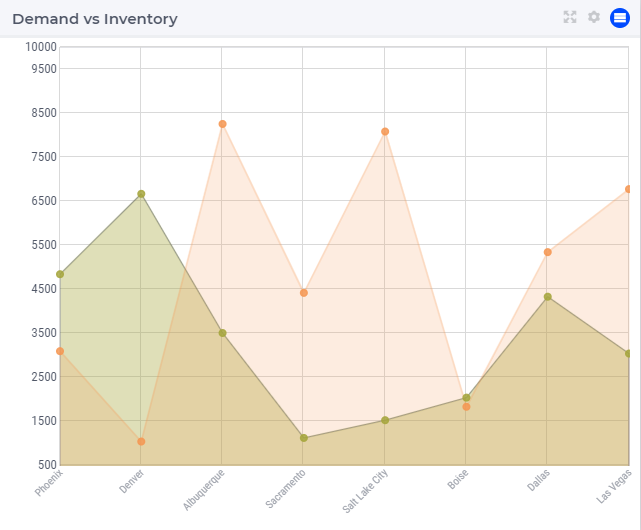 Demand vs Inventory
10000
9500
8500
7500
6500
5500
4500
3500
2500
1500
500
Phoenix
Denver
Albuquerque
Sacramento
Salt Lake City
Boise
Dallas
Las Vegas